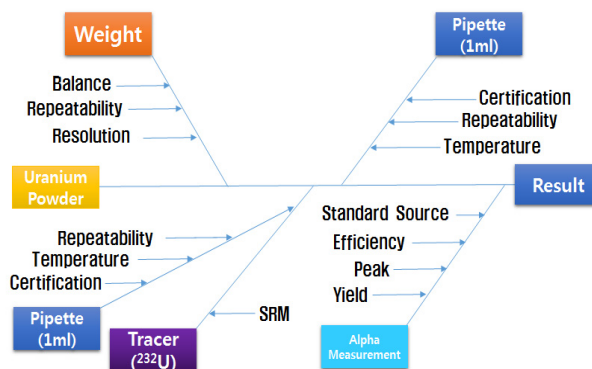 Weight
Pipette
(1ml)
Balance
Repeatability
Resolution
Certification
Repeatability
Temperature
Uranium
Powder
Result
Repeatability
Temperature
Certification
Standard Source
Efficiency
Peak
Yield
Pipette
(1ml)
SRM
Tracer
(²³²U)
Alpha
Measurement